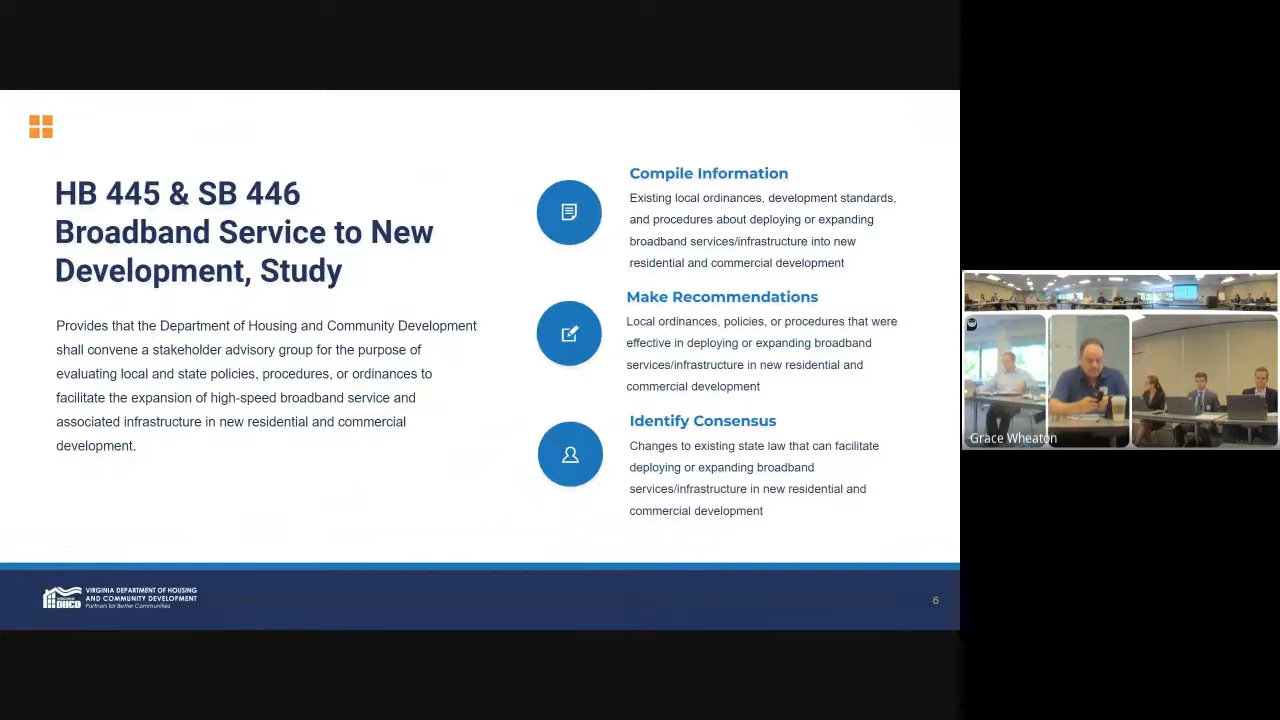 HB 445 & SB 446
Broadband Service to New
Development, Study
Provides that the Department of Housing and Community Development
shall convene a stakeholder advisory group for the purpose of
evaluating local and state policies, procedures, or ordinances to
facilitate the expansion of high-speed broadband service and
associated infrastructure in new residential and commercial
development.
Compile Information
Existing local ordinances, development standards,
and procedures about deploying or expanding
broadband services/infrastructure into new
residential and commercial development
Make Recommendations
Local ordinances, policies, or procedures that were
effective in deploying or expanding broadband
services/infrastructure in new residential and
commercial development
Identify Consensus
Changes to existing state law that can facilitate
deploying or expanding broadband
services/infrastructure in new residential and
commercial development
VIRGINIA
DHCD
VIRGINIA DEPARTMENT OF HOUSING
AND COMMUNITY DEVELOPMENT
Partners for Better Communities
6
Grace Wheaton